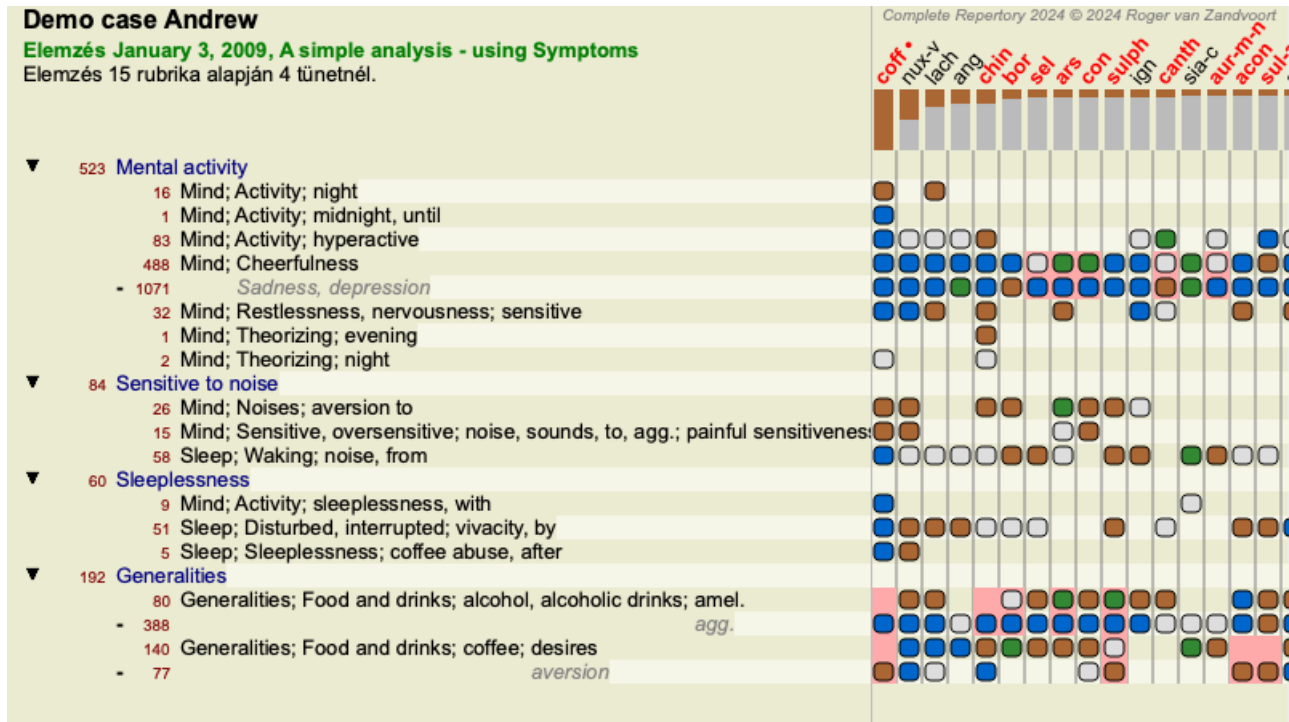 Demo case Andrew
Complete Repertory 2024 © 2024 Roger van Zandvoort
Elemzés January 3, 2009, A simple analysis - using Symptoms
Elemzés 15 rubrika alapján 4 tünetnél.
coff • nux-v lach ang chin bor sel ars con sulph ign canth sia-c aur-m-n acon
▼ 523 Mental activity
16 Mind; Activity; night
1 Mind; Activity; midnight, until
83 Mind; Activity; hyperactive
488 Mind; Cheerfulness
- 1071 Sadness, depression
32 Mind; Restlessness, nervousness; sensitive
1 Mind; Theorizing; evening
2 Mind; Theorizing; night
▼ 84 Sensitive to noise
26 Mind; Noises; aversion to
15 Mind; Sensitive, oversensitive; noise, sounds, to, agg.; painful sensitiveness
58 Sleep; Waking; noise, from
▼ 60 Sleeplessness
9 Mind; Activity; sleeplessness, with
51 Sleep; Disturbed, interrupted; vivacity, by
5 Sleep; Sleeplessness; coffee abuse, after
▼ 192 Generalities
80 Generalities; Food and drinks; alcohol, alcoholic drinks; amel.
- 388 agg.
140 Generalities; Food and drinks; coffee; desires
- 77 aversion